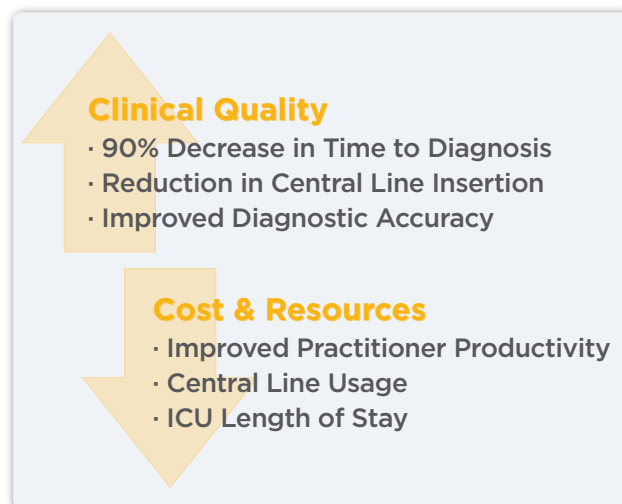 Clinical Quality
· 90% Decrease in Time to Diagnosis
· Reduction in Central Line Insertion
· Improved Diagnostic Accuracy
Cost & Resources
· Improved Practitioner Productivity
· Central Line Usage
· ICU Length of Stay